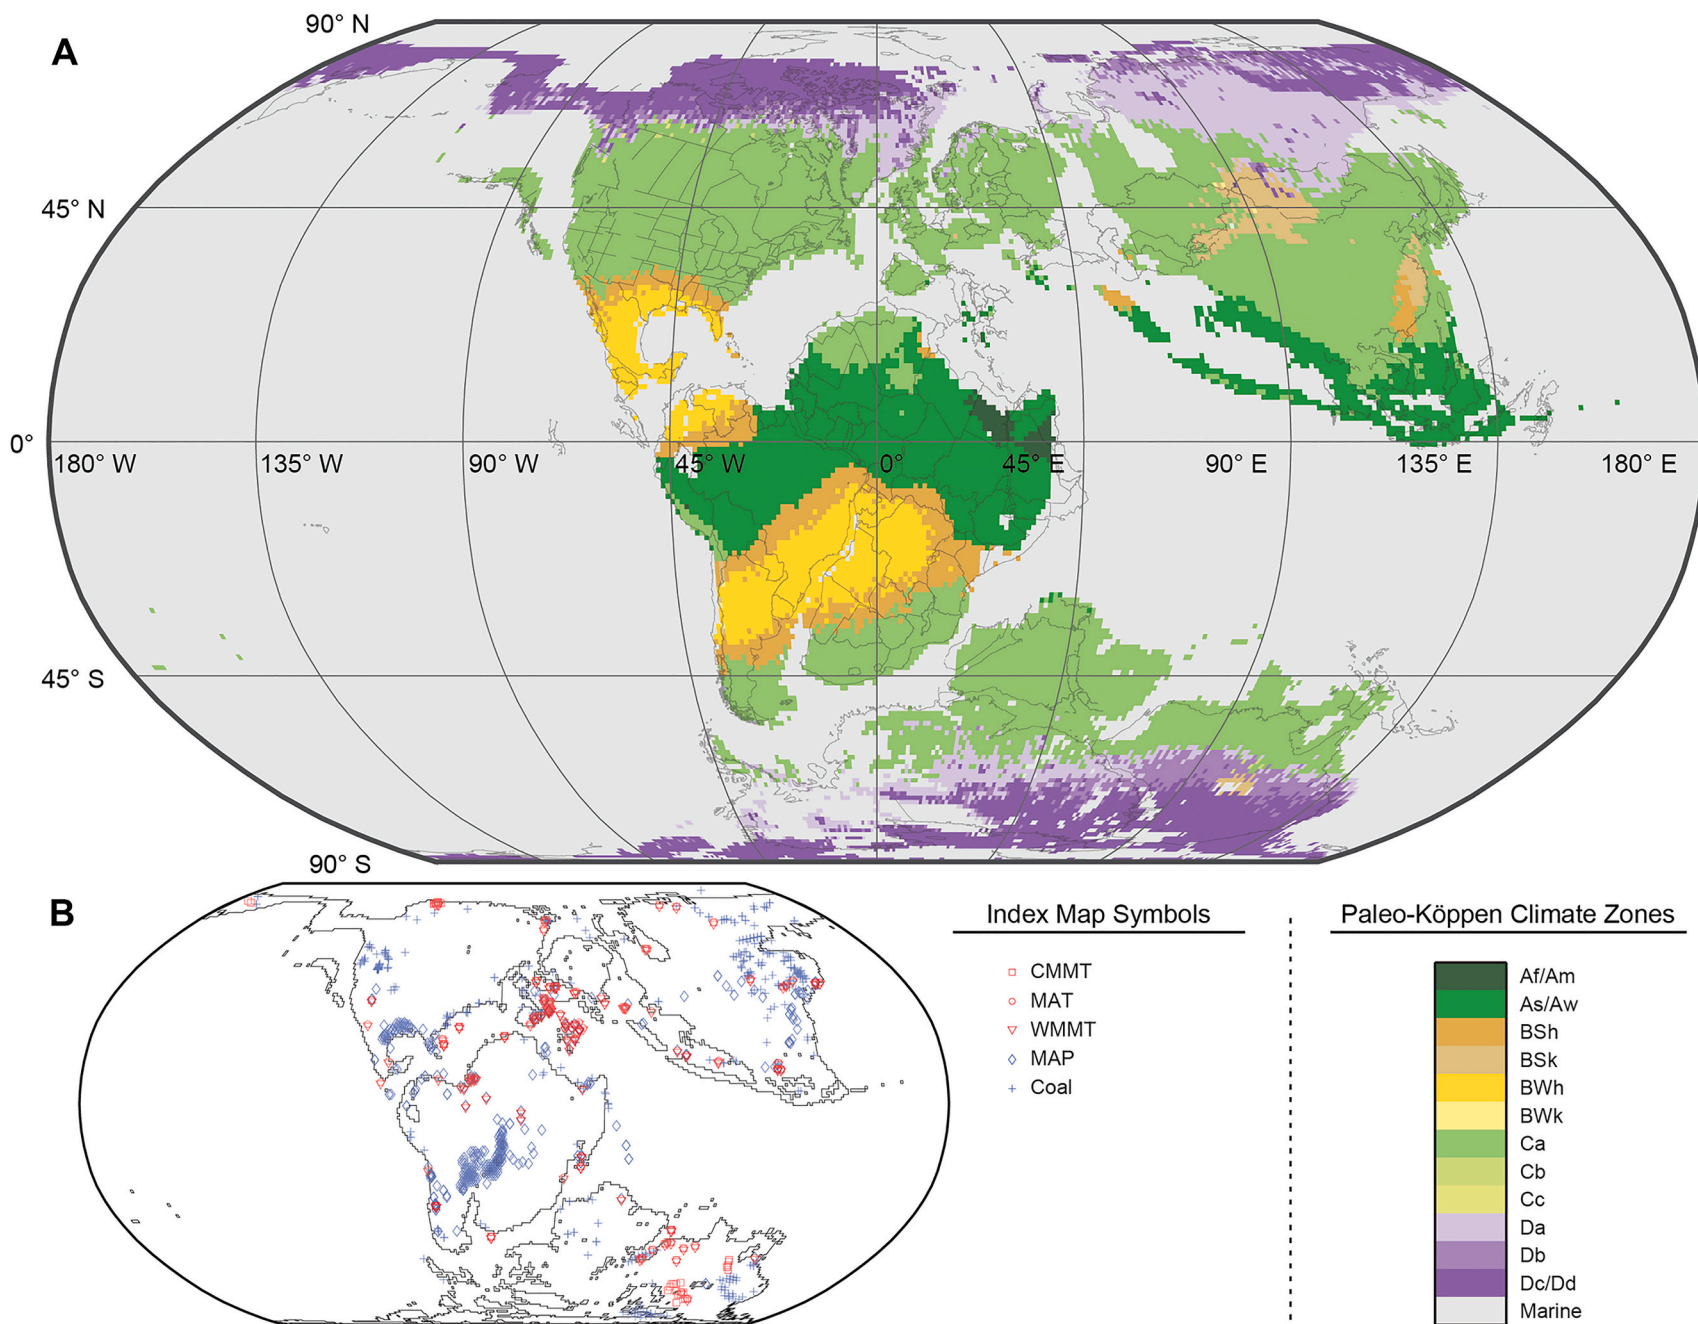 90° N
A
45° N
0°
180° W 135° W 90° W 45° W 0° 45° E 90° E 135° E 180° E
45° S
90° S
B
Index Map Symbols
CMMT
MAT
WMMT
MAP
Coal
Paleo-Köppen Climate Zones
Af/Am
As/Aw
BSh
BSk
BWh
BWk
Ca
Cb
Cc
Da
Db
Dc/Dd
Marine